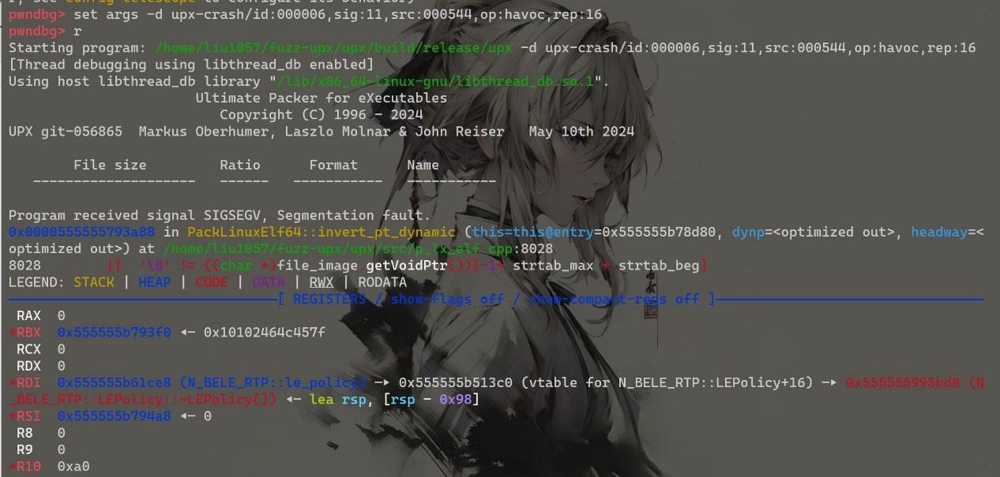 r, see config telescope to configure its behavior
pwndbg> set args -d upx-crash/id:000006,sig:11,src:000544,op:havoc,rep:16
pwndbg> r
Starting program: /home/liu1057/fuzz-upx/upx/build/release/upx -d upx-crash/id:000006,sig:11,src:000544,op:havoc,rep:16
[Thread debugging using libthread_db enabled]
Using host libthread_db library "/lib/x86_64-linux-gnu/libthread_db.so.1".
Ultimate Packer for eXecutables
Copyright (C) 1996 - 2024
UPX git-056865  Markus Oberhumer, Laszlo Molnar & John Reiser   May 10th 2024
File size         Ratio      Format      Name
--------------------   ------   -----------   -----------
Program received signal SIGSEGV, Segmentation fault.
0x0000555555793a88 in PackLinuxElf64::invert_pt_dynamic (this=this@entry=0x555555b78d80, dynp=<optimized out>, headway=<
optimized out>) at /home/liu1057/fuzz-upx/upx/src/p_lx_elf.cpp:8028
8028        ||  '\0' != ((char *)file_image.getVoidPtr())[-1+ strtab_max + strtab_beg]
LEGEND: STACK | HEAP | CODE | DATA | RWX | RODATA
[ REGISTERS / show-flags off / show-compact-regs off ]
RAX  0
*RBX  0x555555b793f0 ◂— 0x10102464c457f
RCX  0
RDX  0
*RDI  0x555555b61ce8 (N_BELE_RTP::le_policy) —▸ 0x555555b513c0 (vtable for N_BELE_RTP::LEPolicy+16) —▸ 0x555555995bd0 (N
_BELE_RTP::LEPolicy::~LEPolicy()) ◂— lea rsp, [rsp - 0x98]
*RSI  0x555555b794a8 ◂— 0
R8   0
R9   0
*R10  0xa0